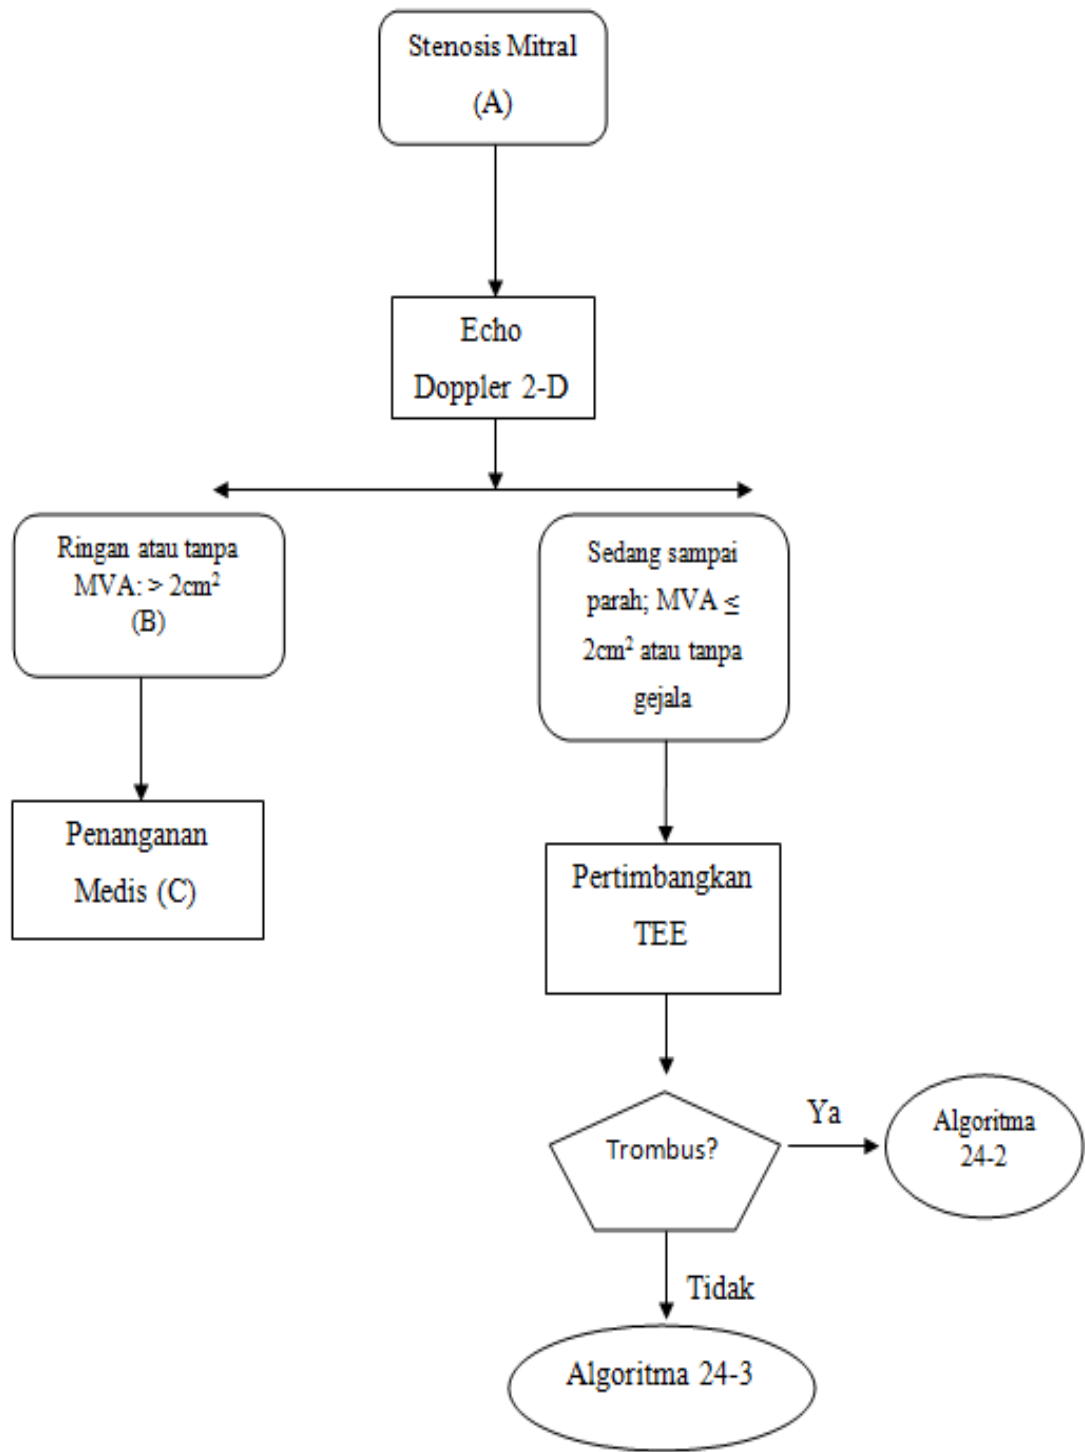 Stenosis Mitral
(A)
Echo
Doppler 2-D
Ringan atau tanpa
MVA: > 2cm²
(B)
Sedang sampai
parah; MVA ≤
2cm² atau tanpa
gejala
Penanganan
Medis (C)
Pertimbangkan
TEE
Trombus?
Ya
Algoritma
24-2
Tidak
Algoritma 24-3